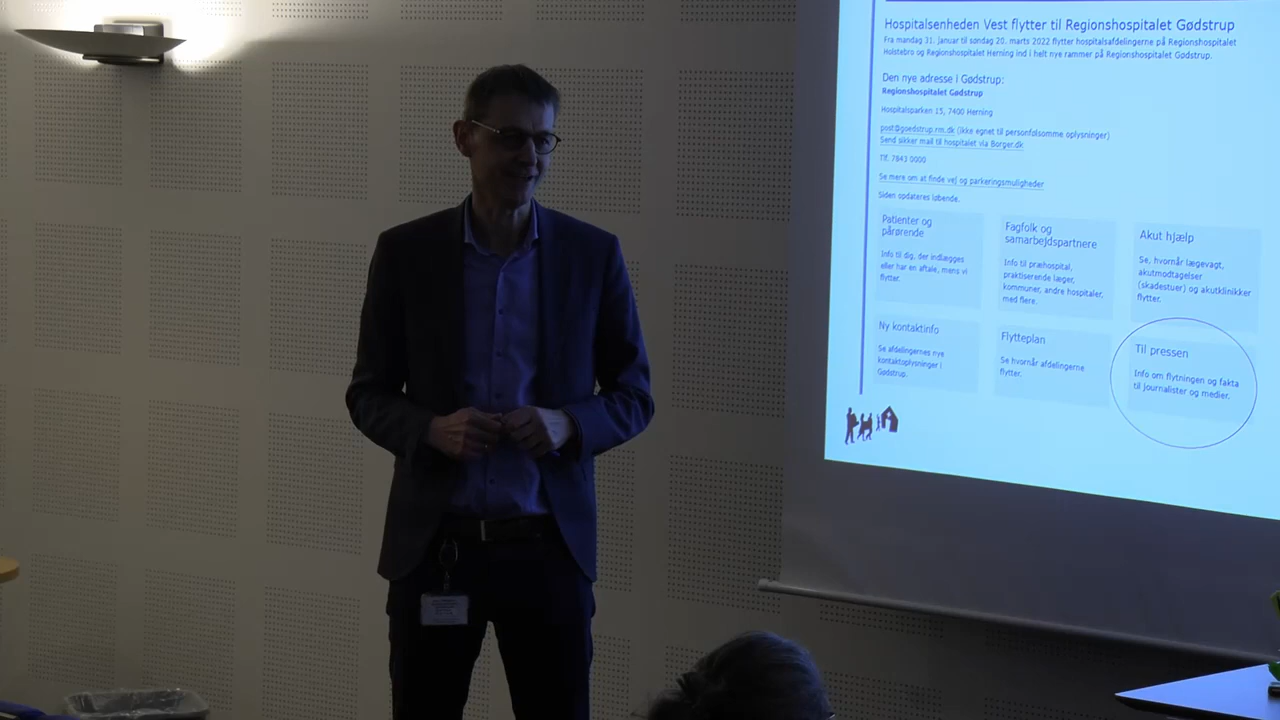 Hospitalsenheden Vest flytter til Regionshospitalet Gødstrup
Fra mandag 31. januar til søndag 20. marts 2022 flytter hospitalsafdelingerne på Regionshospitalet
Holstebro og Regionshospitalet Herning ind i helt nye rammer på Regionshospitalet Gødstrup.
Den nye adresse i Gødstrup:
Regionshospitalet Gødstrup
Hospitalsparken 15, 7400 Herning
post@goedstrup.rm.dk (ikke egnet til personfølsomme oplysninger)
Send sikker mail til hospitalet via Borger.dk
Tlf. 7843 0000
Se mere om at finde vej og parkeringsmuligheder
Siden opdateres løbende.
Patienter og
pårørende
Info til dig, der indlægges
eller har en aftale, mens vi
flytter.
Fagfolk og
samarbejdspartnere
Info til præhospital,
praktiserende læger,
kommuner, andre hospitaler,
med flere.
Akut hjælp
Se, hvornår lægevagt,
akutmodtagelser
(skadestuer) og akutklinikker
flytter.
Ny kontaktinfo
Se afdelingernes nye
kontaktoplysninger i
Gødstrup.
Flytteplan
Se hvornår afdelingerne
flytter.
Til pressen
Info om flytningen og fakta
til journalister og medier.